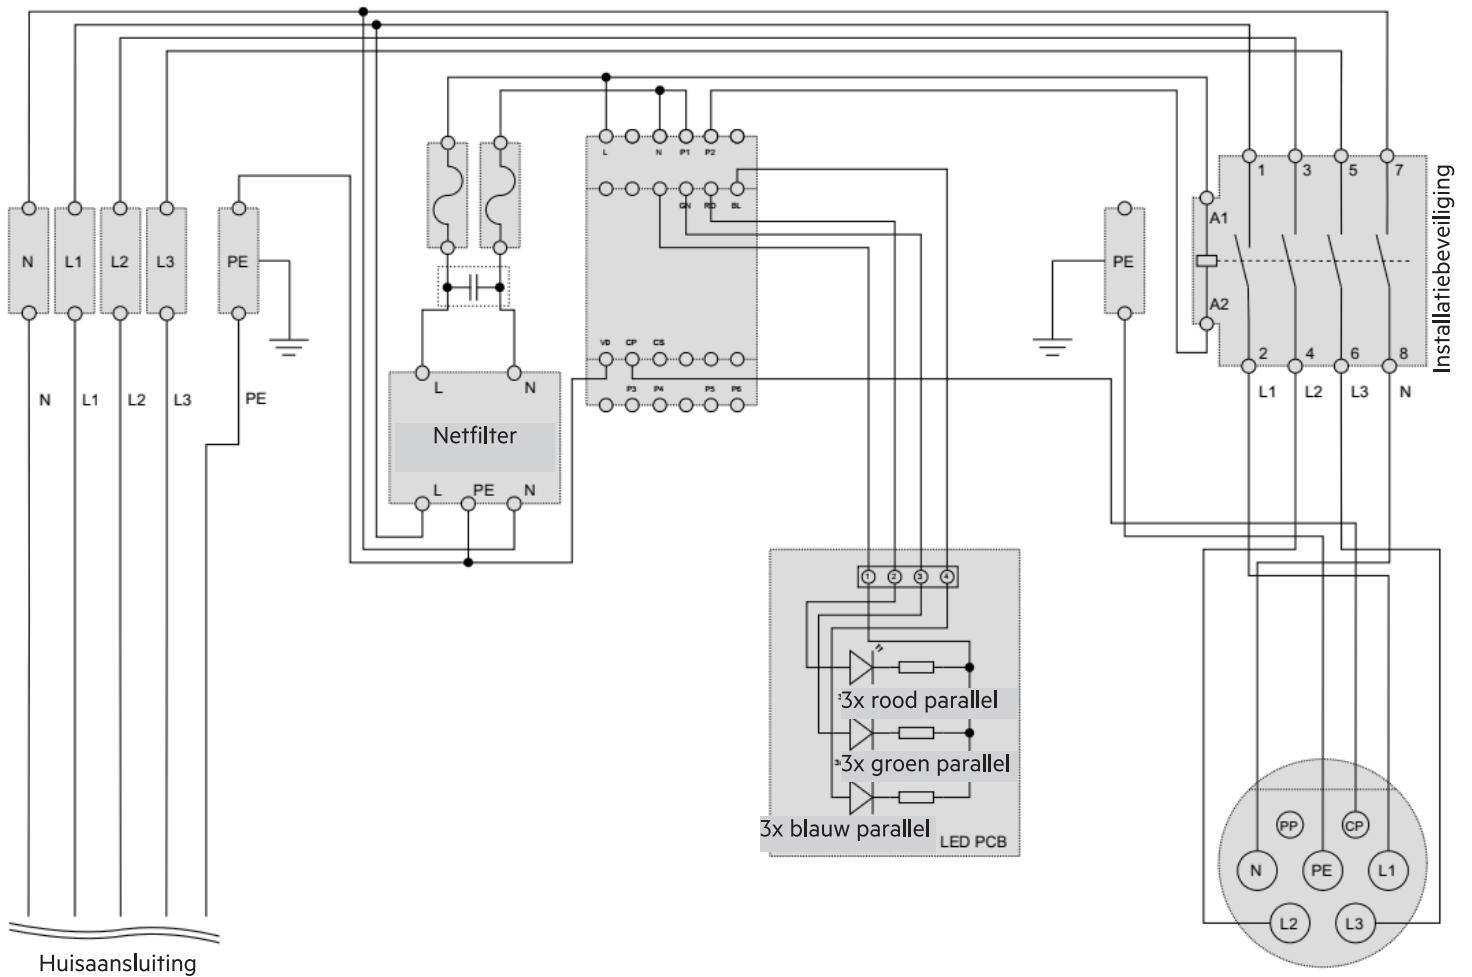 L N P1 P2
GN RD BL
1 3 5 7
A1
N L1 L2 L3 PE
PE
A2
Installatiebeveiliging
V0 CP CS
2 4 6 8
L N
P3 P4 P5 P6
N L1 L2 L3 PE
L1 L2 L3 N
Netfilter
L PE N
1 2 3 4
3x rood parallel
3x groen parallel
3x blauw parallel
LED PCB
PP CP
N PE L1
L2 L3
Huisaansluiting